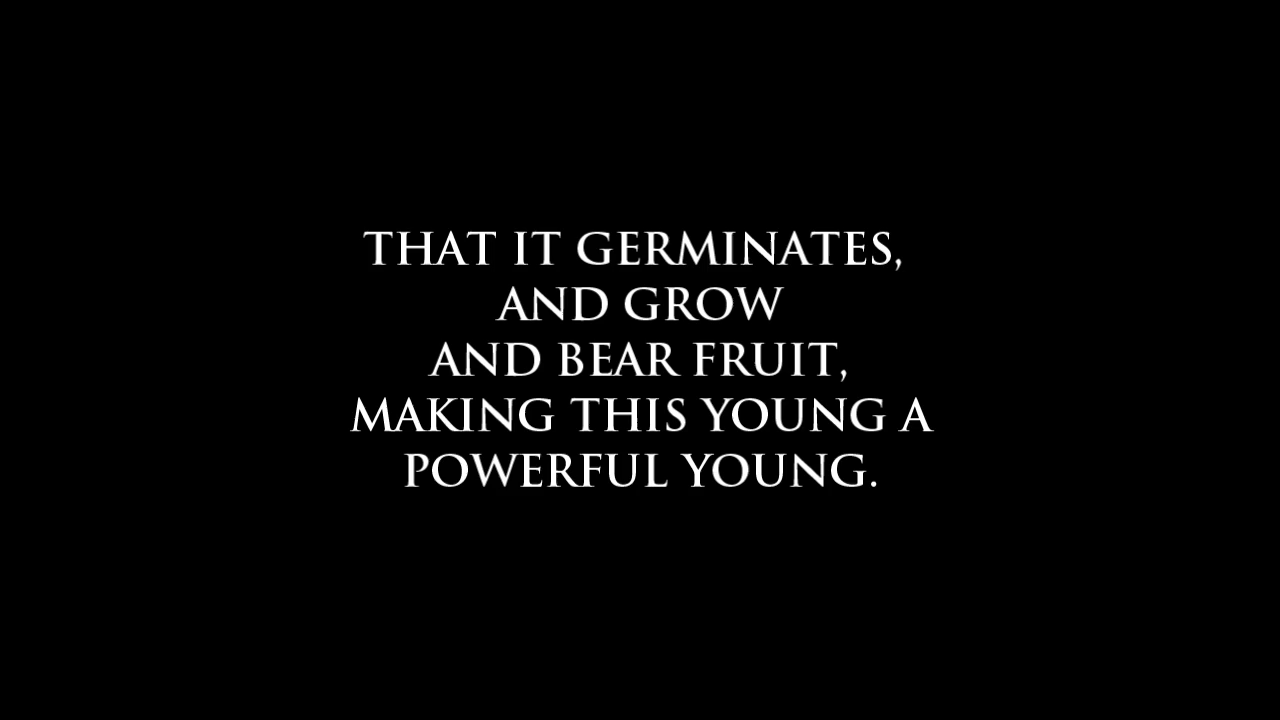 THAT IT GERMINATES,
AND GROW
AND BEAR FRUIT,
MAKING THIS YOUNG A
POWERFUL YOUNG.